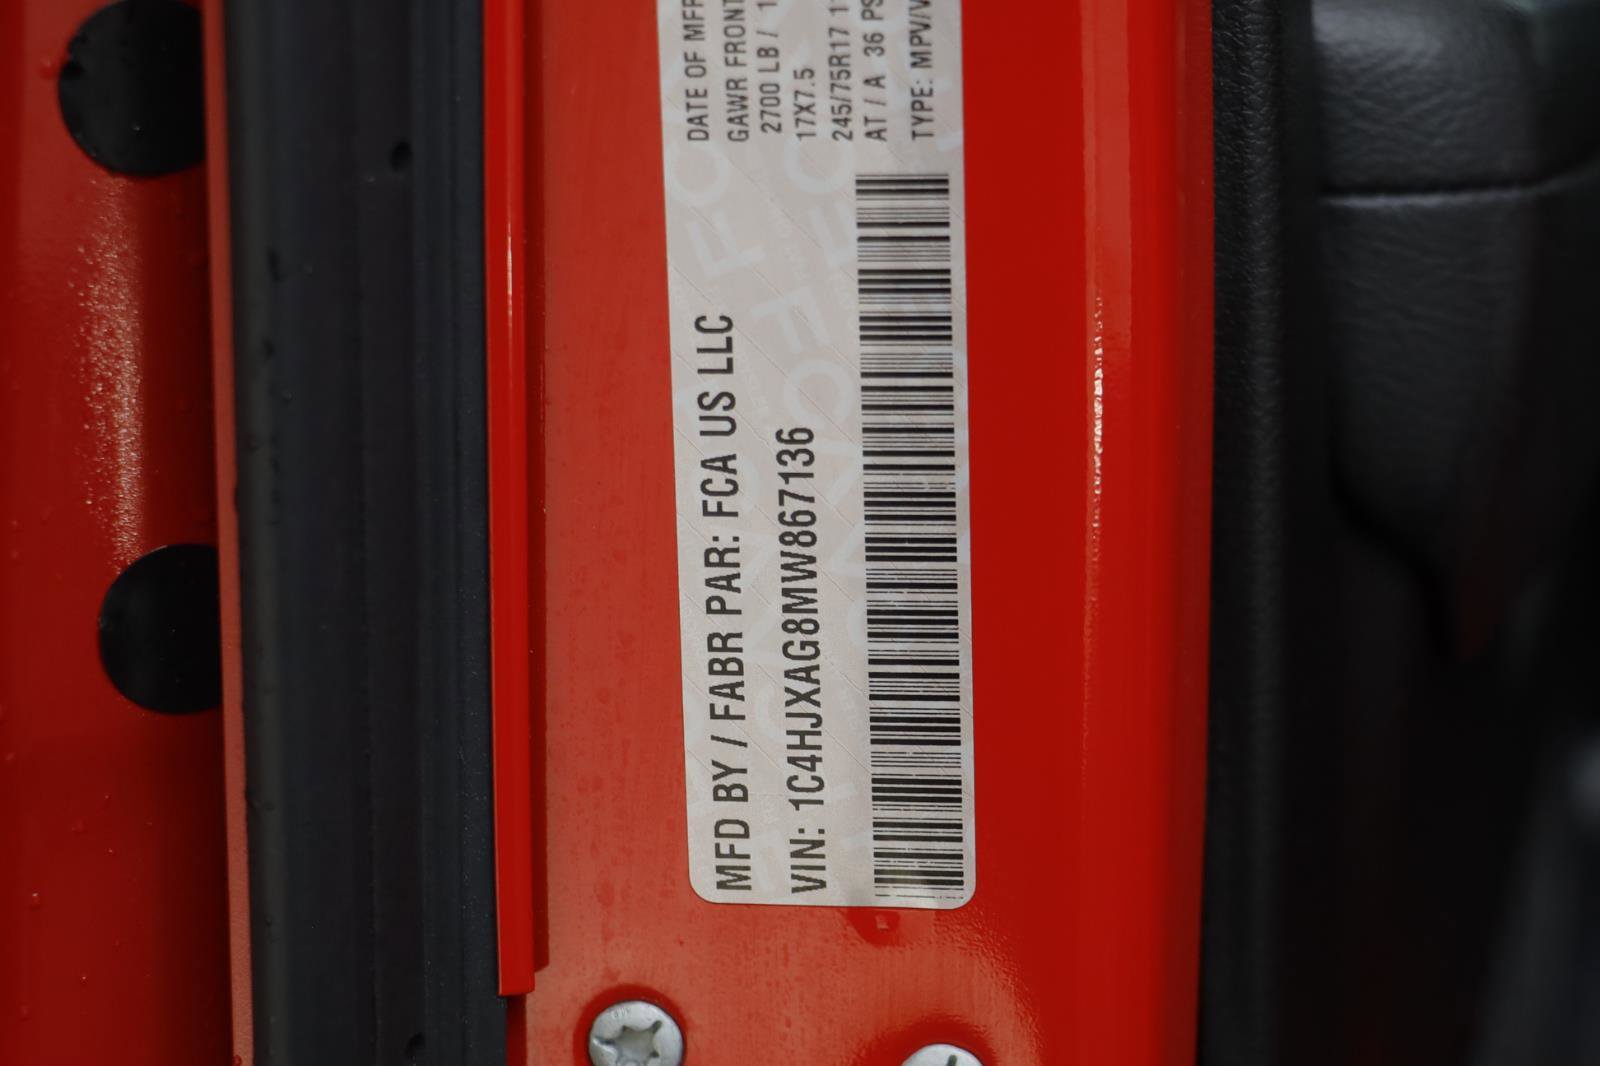 MFD BY / FABR PAR: FCA US LLC
VIN: 1C4HJXAG8MW867136
DATE OF MFR
GAWR FRONT
2700 LB /
17X7.5
245/75R17
AT / A 36 PS
TYPE: MPV/V